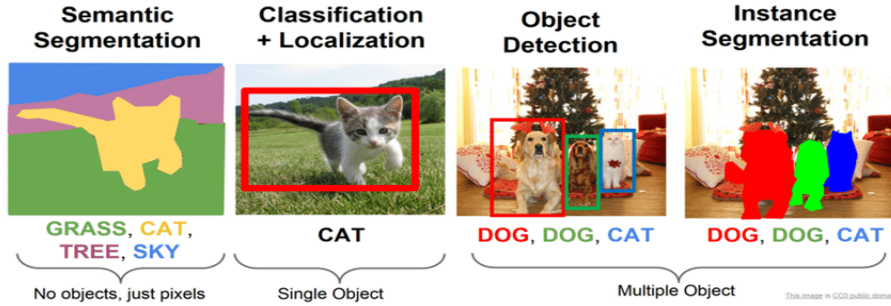 Semantic
Segmentation
Classification
+ Localization
Object
Detection
Instance
Segmentation
GRASS, CAT,
TREE, SKY
CAT
DOG, DOG, CAT
DOG, DOG, CAT
No objects, just pixels
Single Object
Multiple Object
This image is CC0 public doma